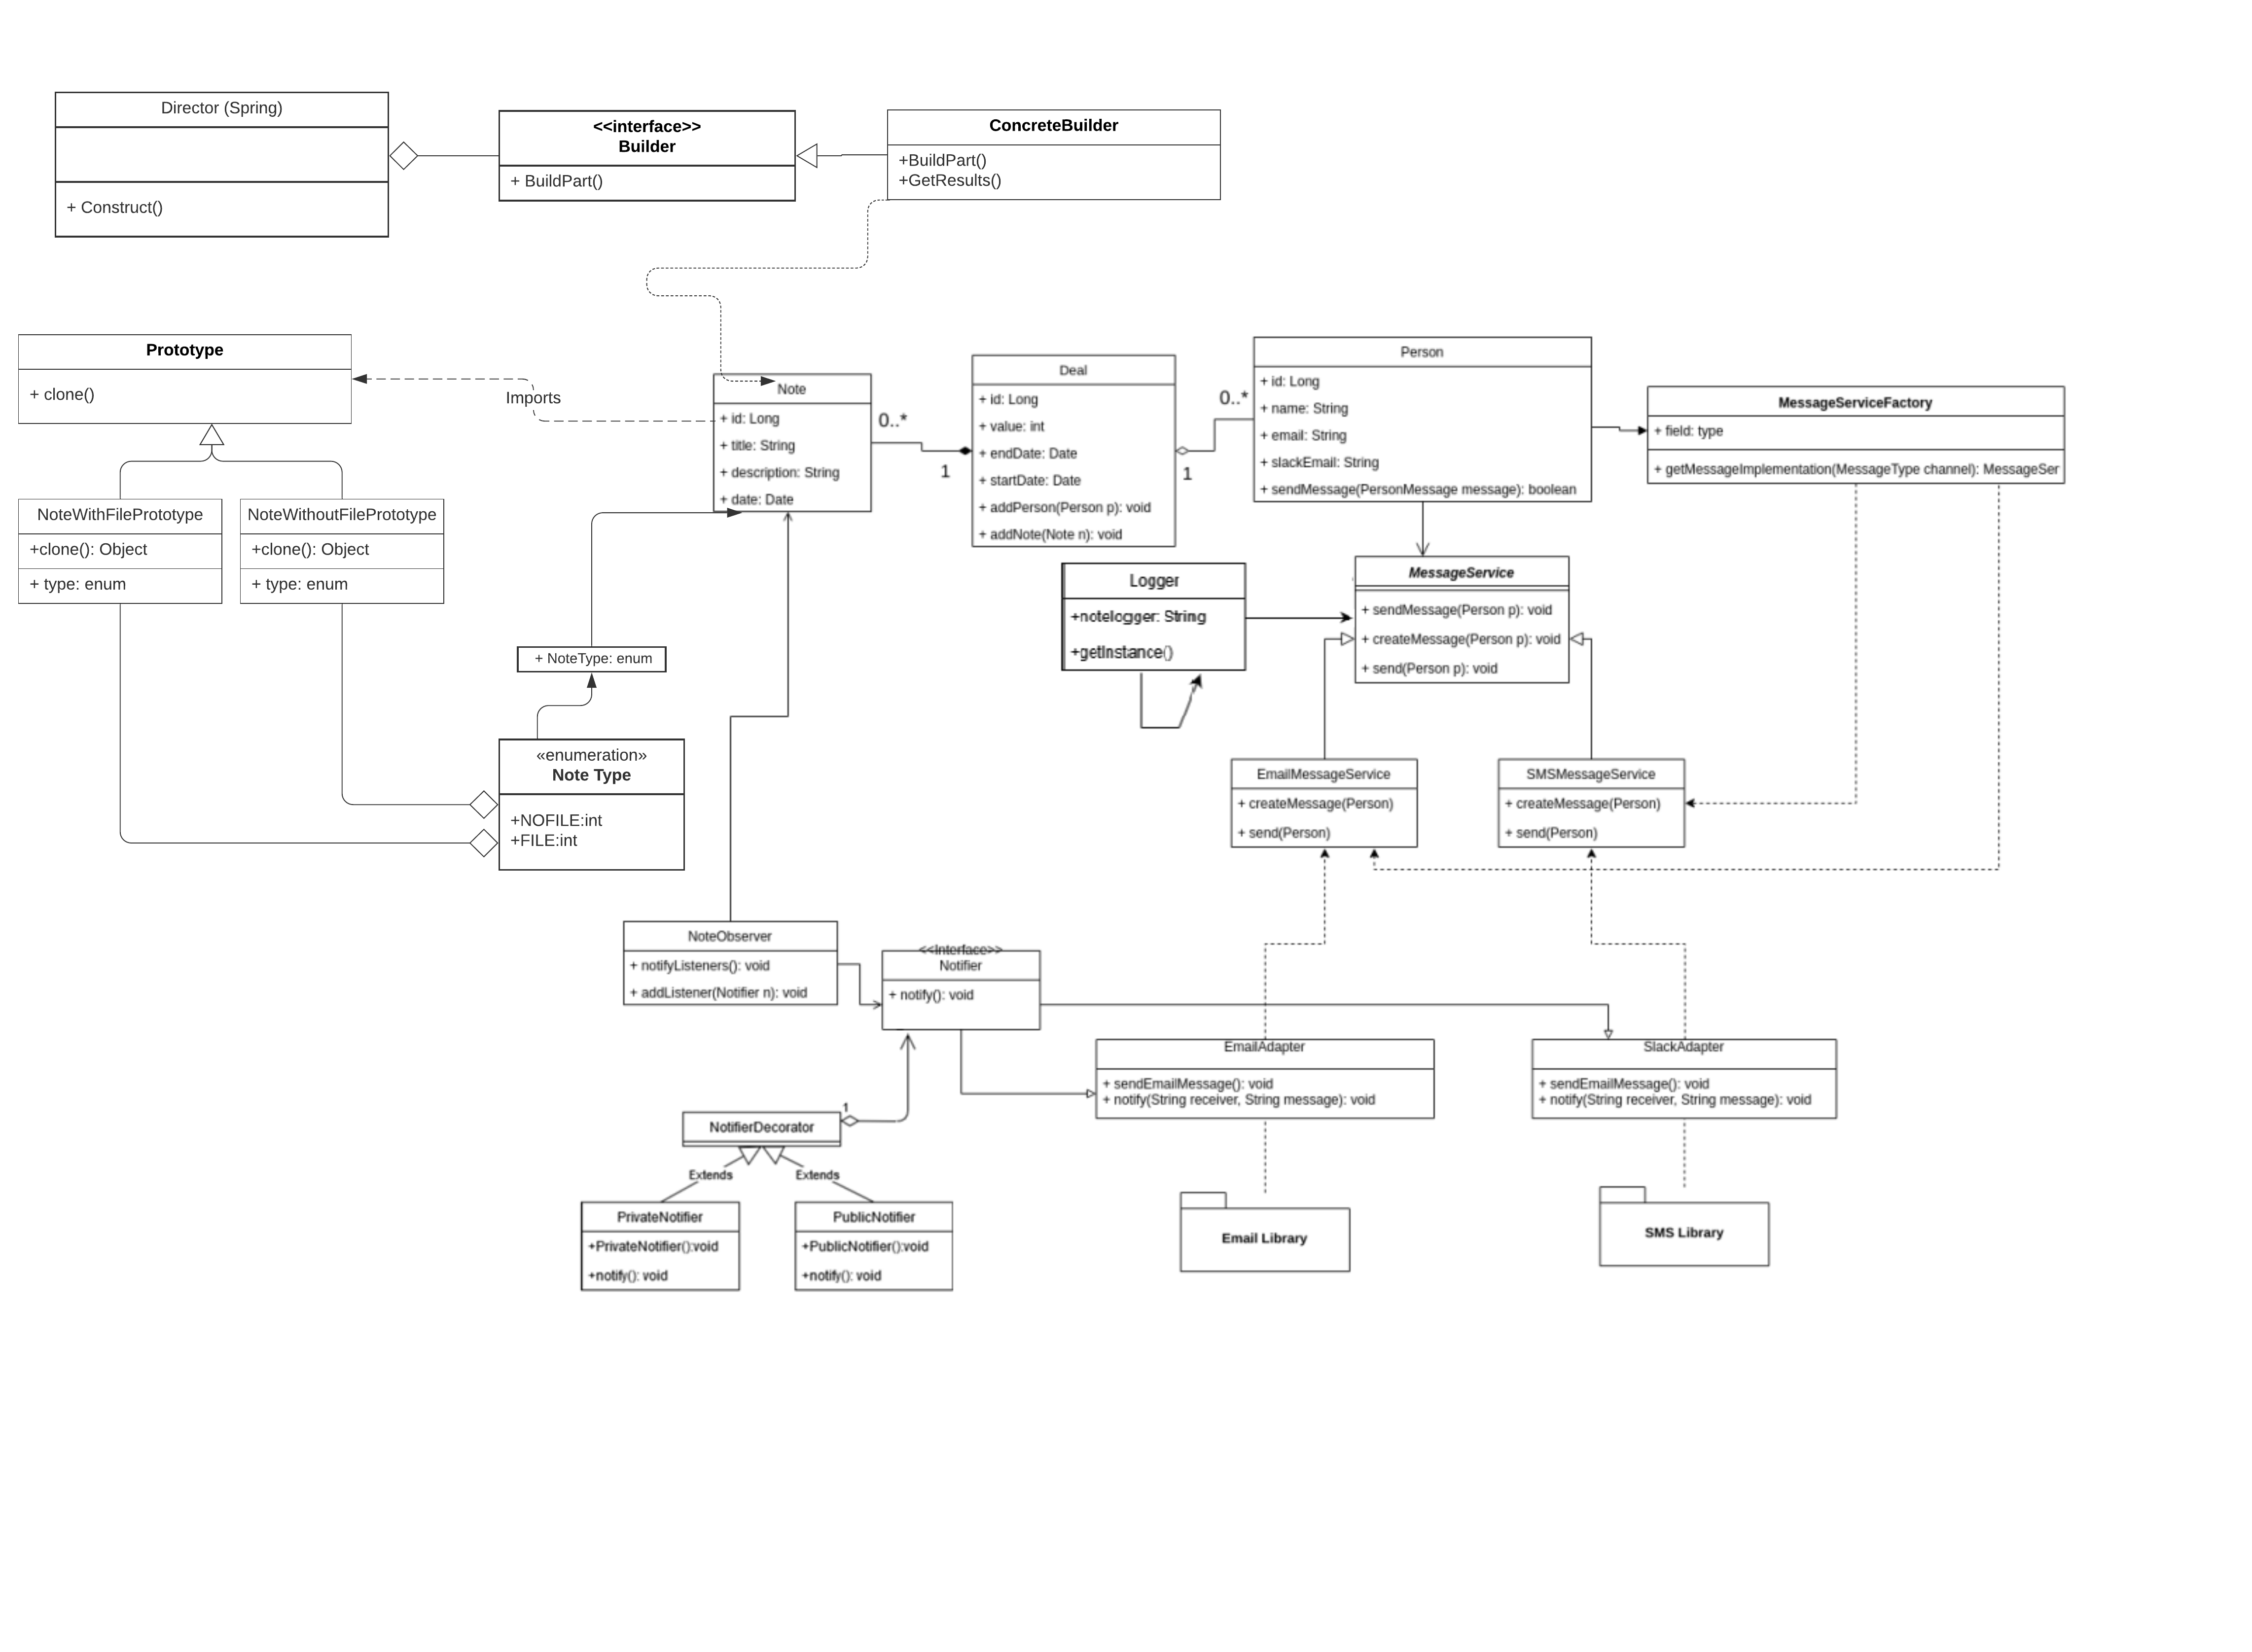 Director (Spring)
+ Construct()
<<interface>>
Builder
+ BuildPart()
ConcreteBuilder
+BuildPart()
+GetResults()
Prototype
+ clone()
Imports
NoteWithFilePrototype
+clone(): Object
+ type: enum
NoteWithoutFilePrototype
+clone(): Object
+ type: enum
+ NoteType: enum
«enumeration»
Note Type
+NOFILE:int
+FILE:int
Note
+ id: Long
+ title: String
+ description: String
+ date: Date
0..*
1
Deal
+ id: Long
+ value: int
+ endDate: Date
+ startDate: Date
+ addPerson(Person p): void
+ addNote(Note n): void
0..*
1
Person
+ id: Long
+ name: String
+ email: String
+ slackEmail: String
+ sendMessage(PersonMessage message): boolean
MessageServiceFactory
+ field: type
+ getMessageImplementation(MessageType channel): MessageSer
Logger
+notelogger: String
+getInstance()
MessageService
+ sendMessage(Person p): void
+ createMessage(Person p): void
+ send(Person p): void
EmailMessageService
+ createMessage(Person)
+ send(Person)
SMSMessageService
+ createMessage(Person)
+ send(Person)
NoteObserver
+ notifyListeners(): void
+ addListener(Notifier n): void
<<Interface>>
Notifier
+ notify(): void
EmailAdapter
+ sendEmailMessage(): void
+ notify(String receiver, String message): void
SlackAdapter
+ sendEmailMessage(): void
+ notify(String receiver, String message): void
1
NotifierDecorator
Extends
Extends
PrivateNotifier
+PrivateNotifier():void
+notify(): void
PublicNotifier
+PublicNotifier():void
+notify(): void
Email Library
SMS Library